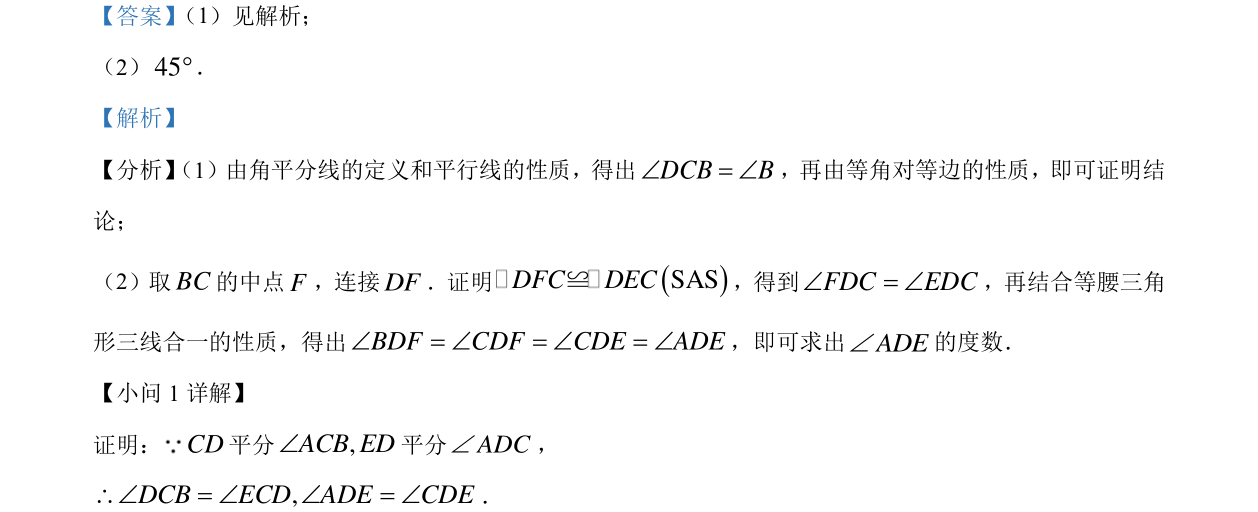 【答案】（1）见解析；
（2）45°．
【解析】
【分析】（1）由角平分线的定义和平行线的性质，得出∠DCB = ∠B，再由等角对等边的性质，即可证明结
论；
（2）取BC的中点F，连接DF．证明□DFC≌□DEC(SAS)，得到∠FDC = ∠EDC，再结合等腰三角
形三线合一的性质，得出∠BDF = ∠CDF = ∠CDE = ∠ADE，即可求出∠ADE的度数．
【小问 1 详解】
证明：∵CD平分∠ACB, ED平分∠ADC，
∴∠DCB = ∠ECD, ∠ADE = ∠CDE．